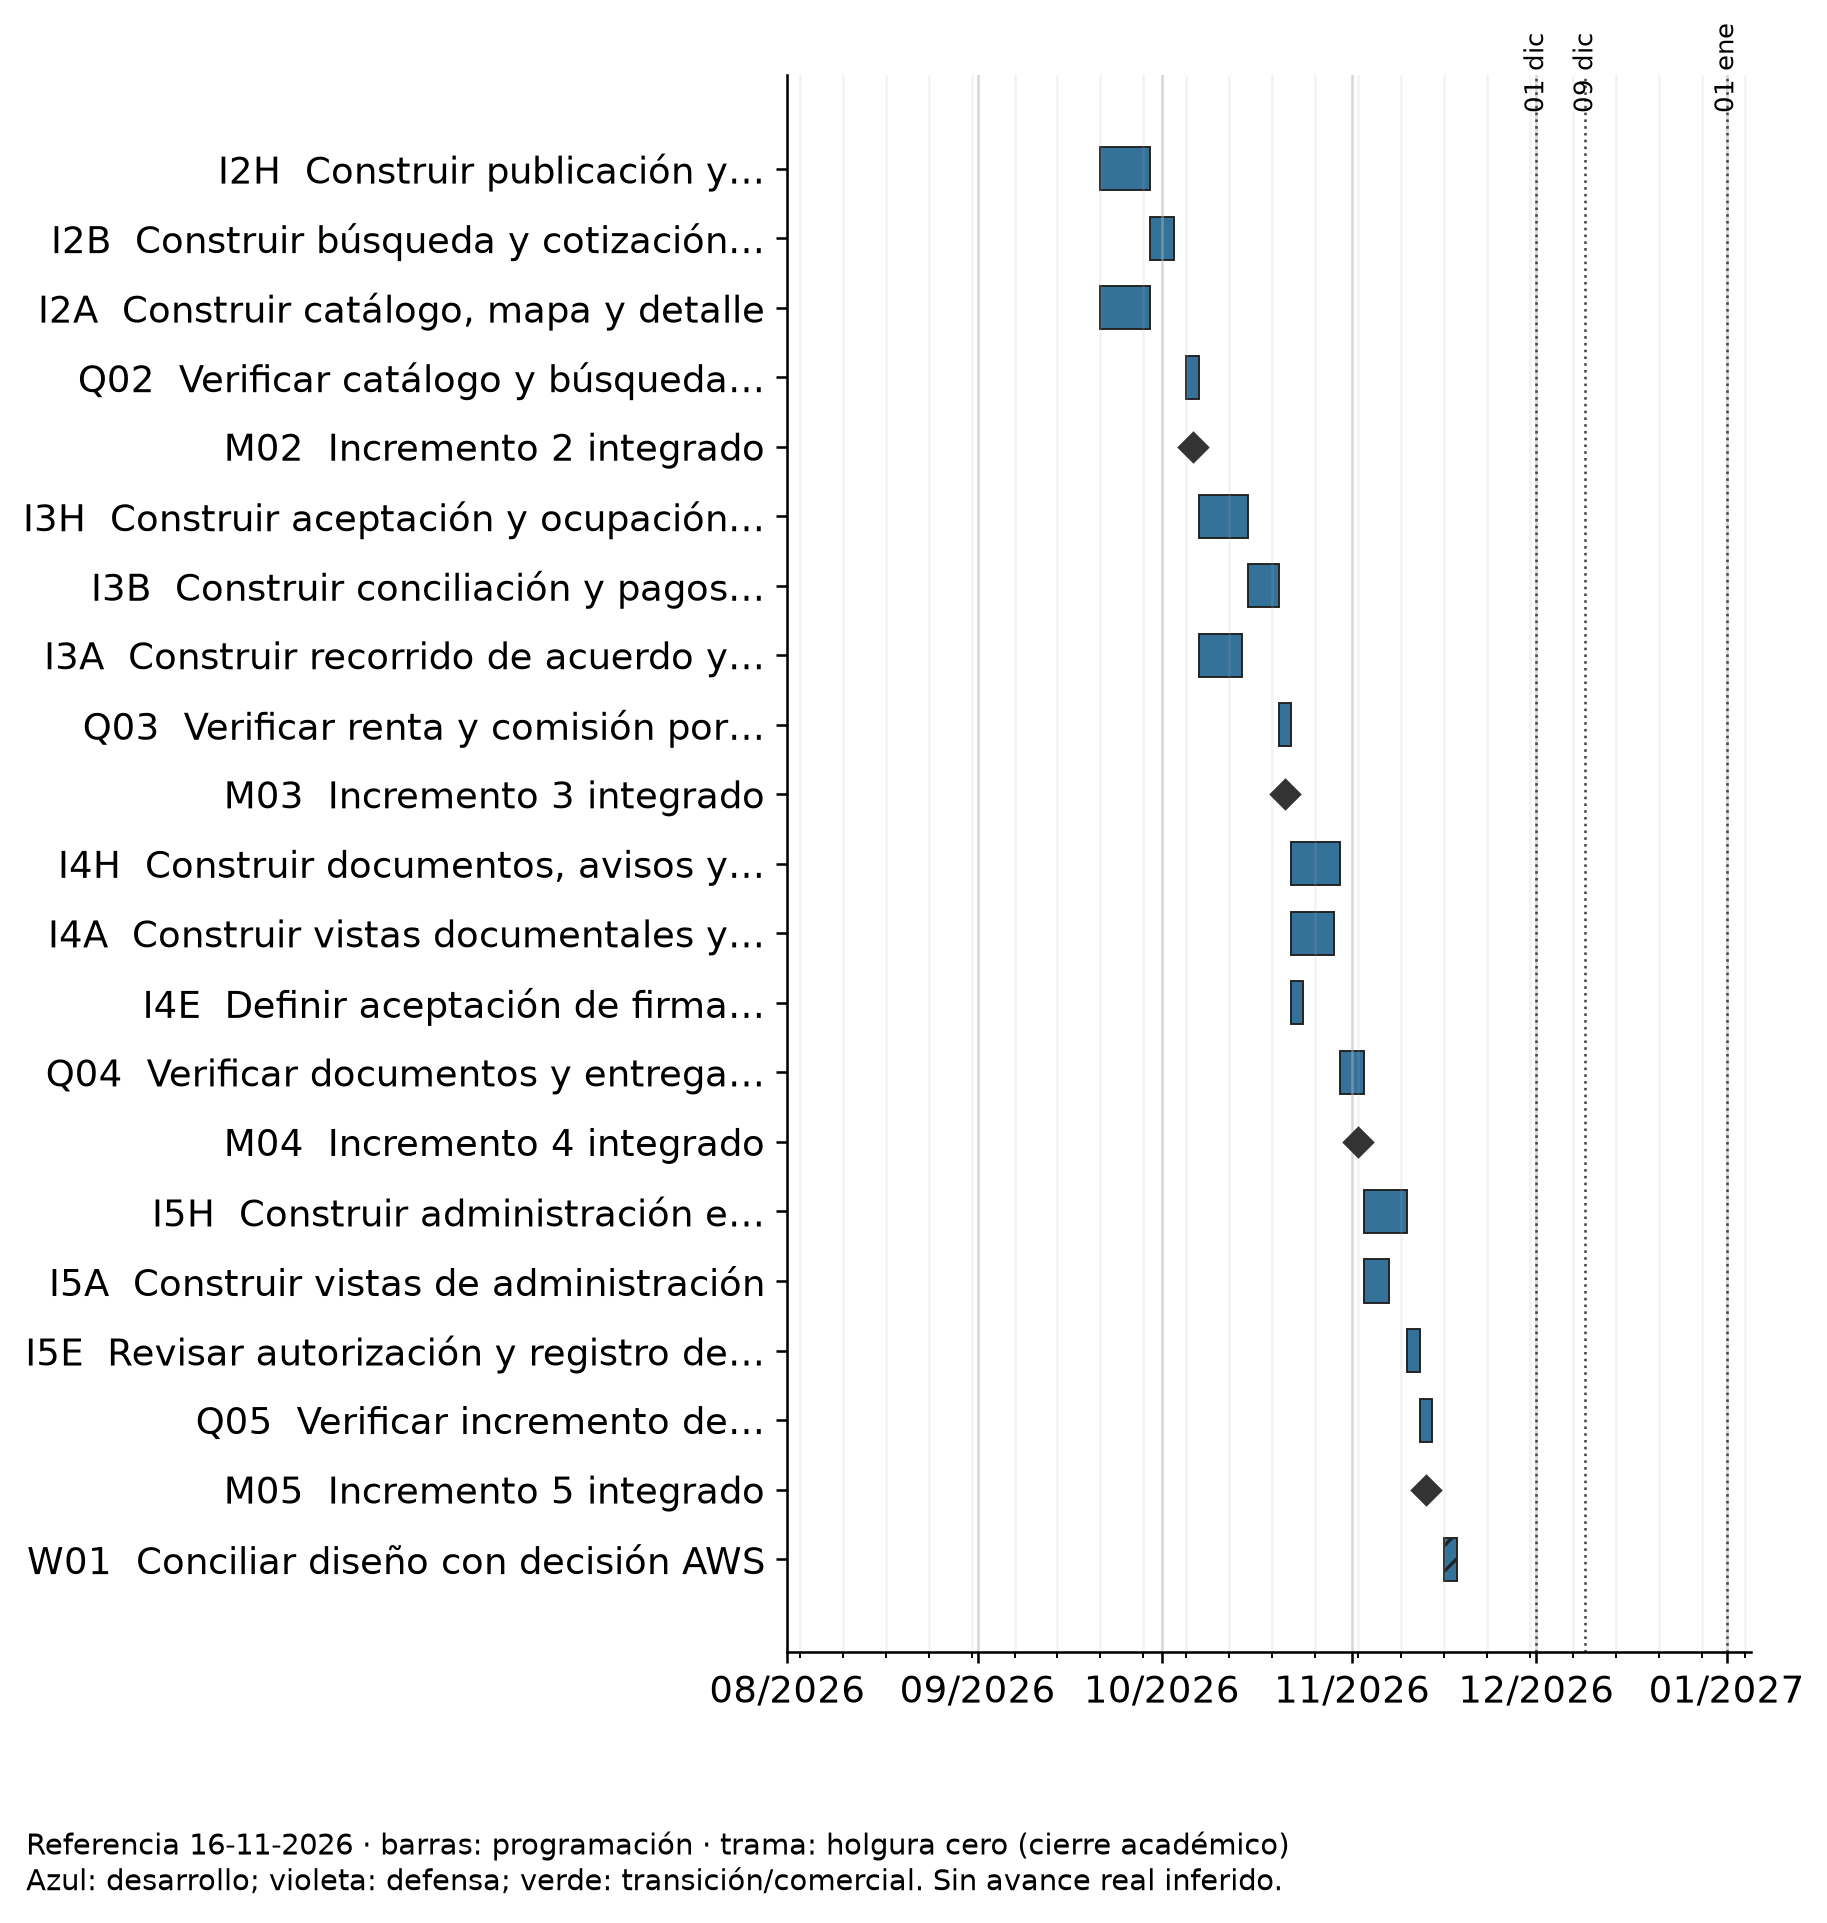 01 dic
09 dic
01 ene
I2H  Construir publicación y…
I2B  Construir búsqueda y cotización…
I2A  Construir catálogo, mapa y detalle
Q02  Verificar catálogo y búsqueda…
M02  Incremento 2 integrado
I3H  Construir aceptación y ocupación…
I3B  Construir conciliación y pagos…
I3A  Construir recorrido de acuerdo y…
Q03  Verificar renta y comisión por…
M03  Incremento 3 integrado
I4H  Construir documentos, avisos y…
I4A  Construir vistas documentales y…
I4E  Definir aceptación de firma…
Q04  Verificar documentos y entrega…
M04  Incremento 4 integrado
I5H  Construir administración e…
I5A  Construir vistas de administración
I5E  Revisar autorización y registro de…
Q05  Verificar incremento de…
M05  Incremento 5 integrado
W01  Conciliar diseño con decisión AWS
08/2026
09/2026
10/2026
11/2026
12/2026
01/2027
Referencia 16-11-2026 · barras: programación · trama: holgura cero (cierre académico)
Azul: desarrollo; violeta: defensa; verde: transición/comercial. Sin avance real inferido.